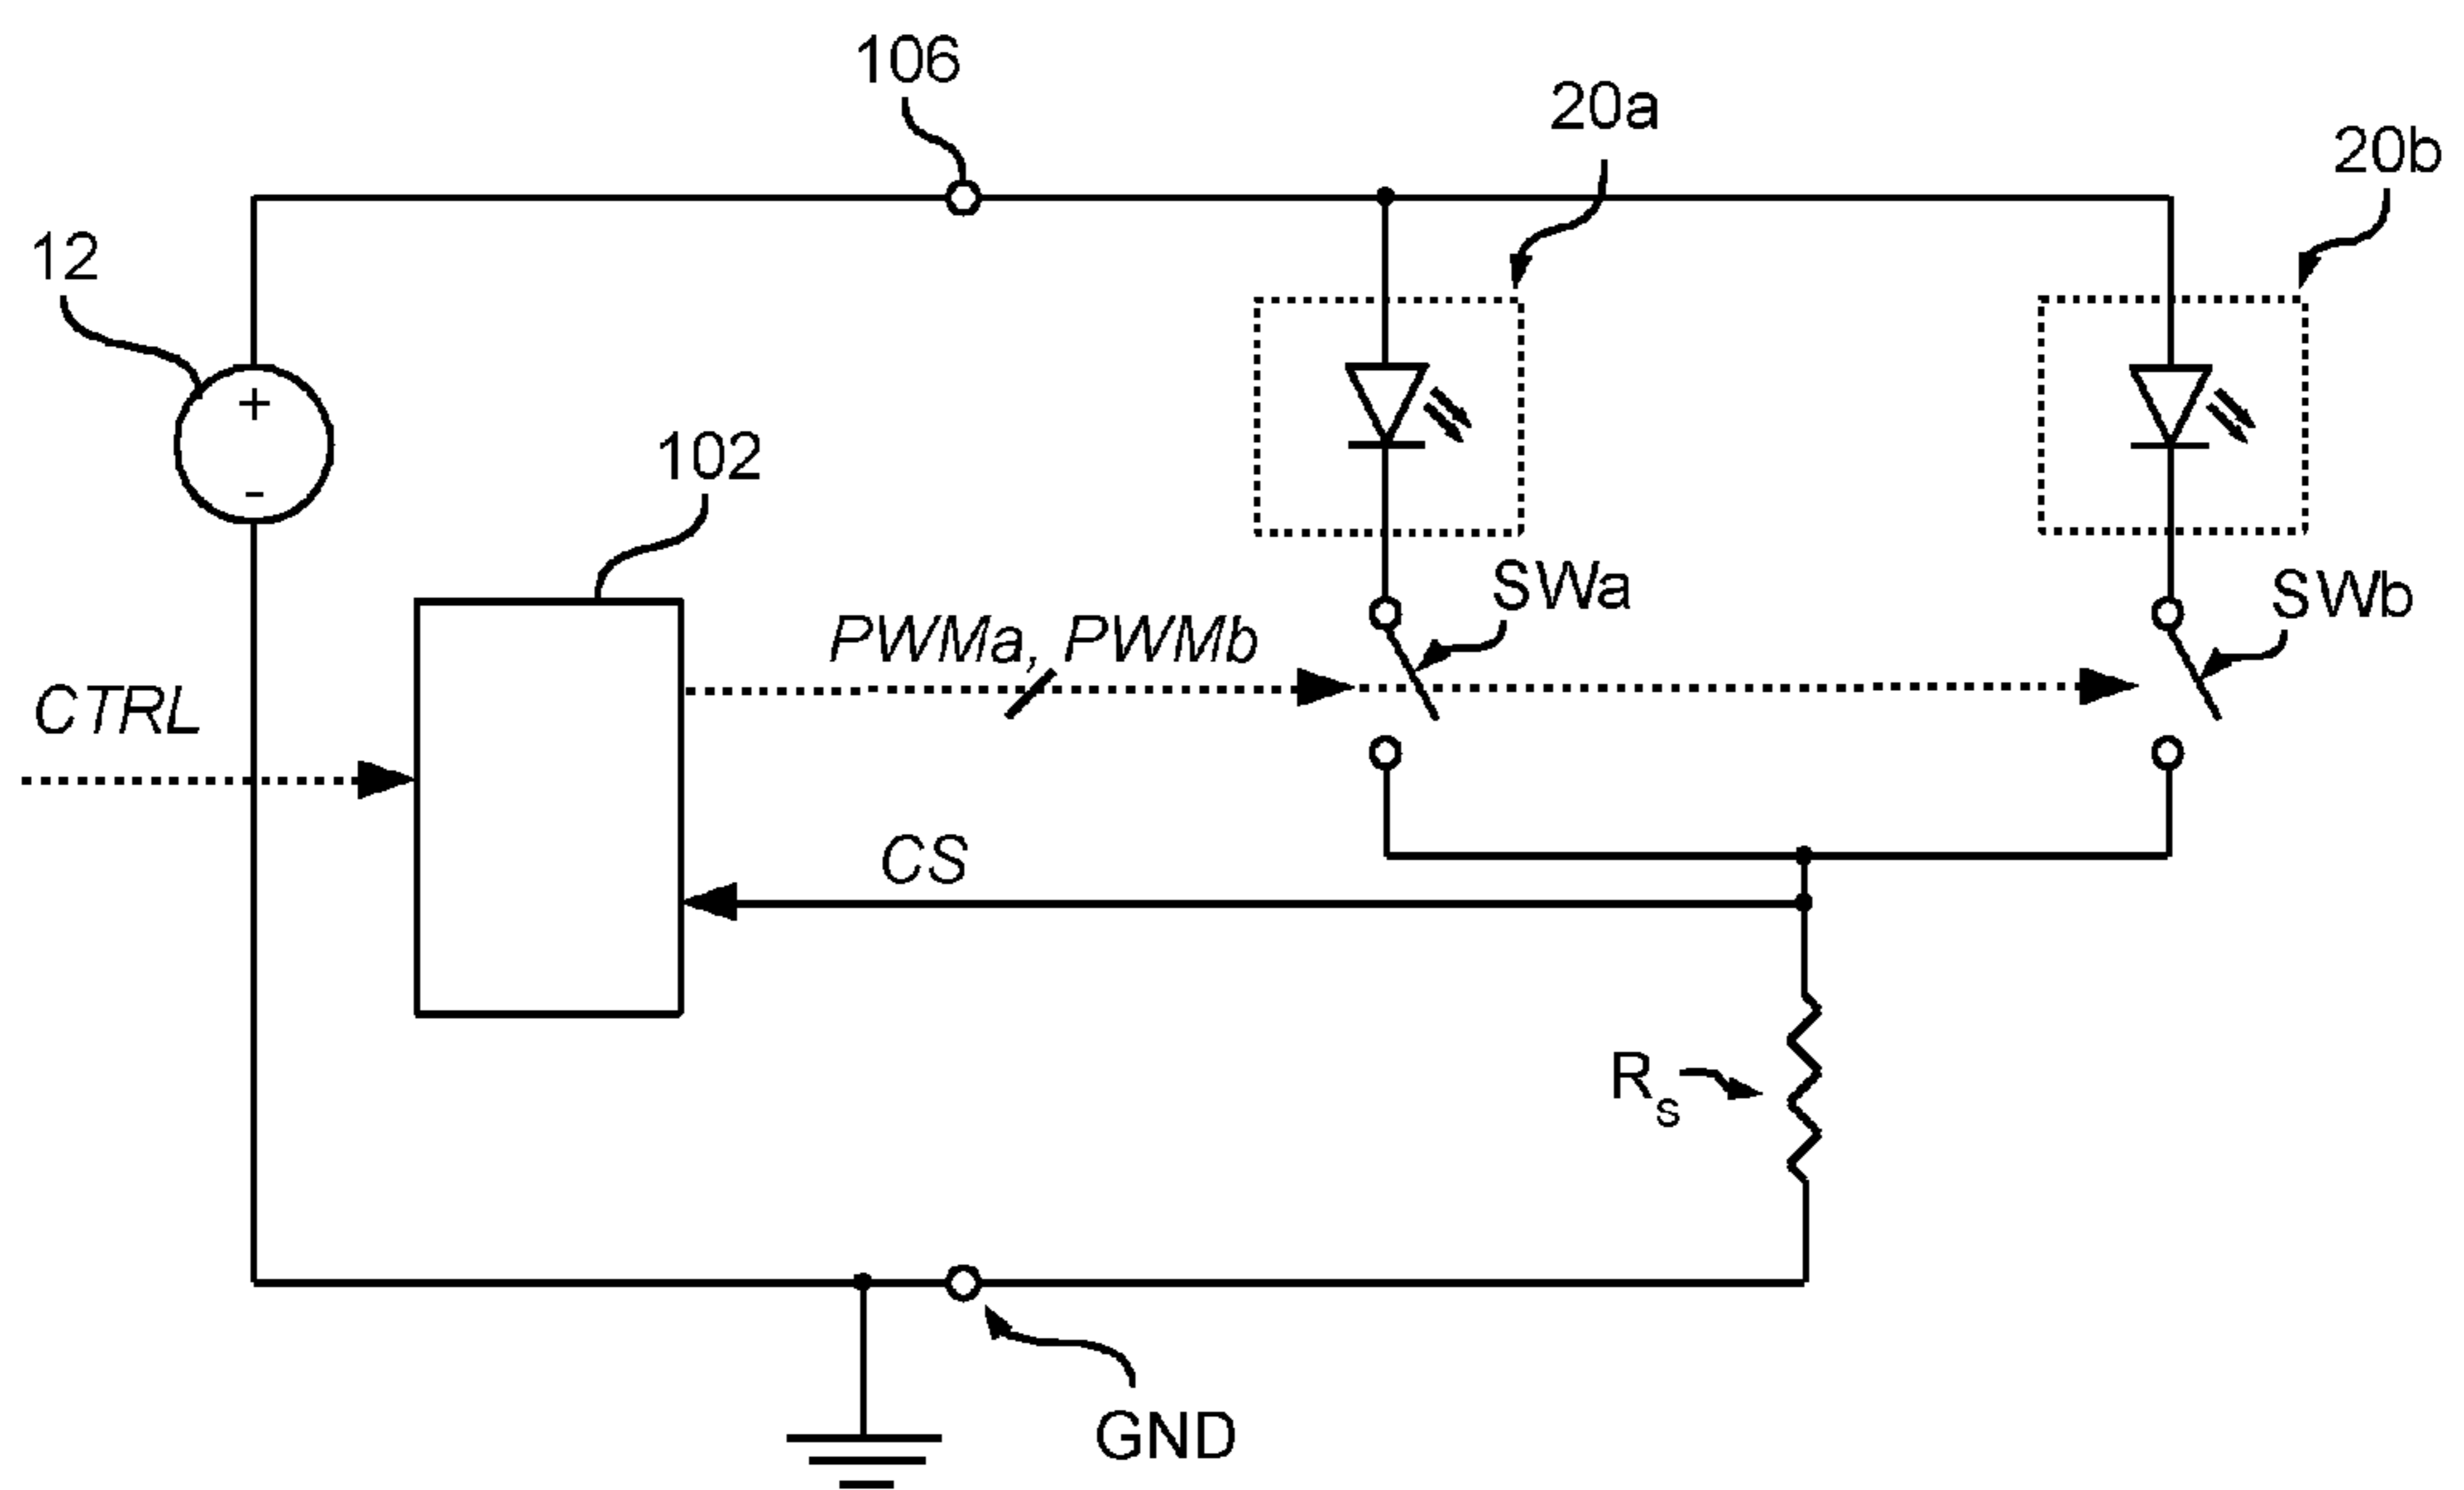 106
20a
20b
12
+
-
102
SWa
SWb
PWMa, PWMb
CTRL
CS
Rs
GND